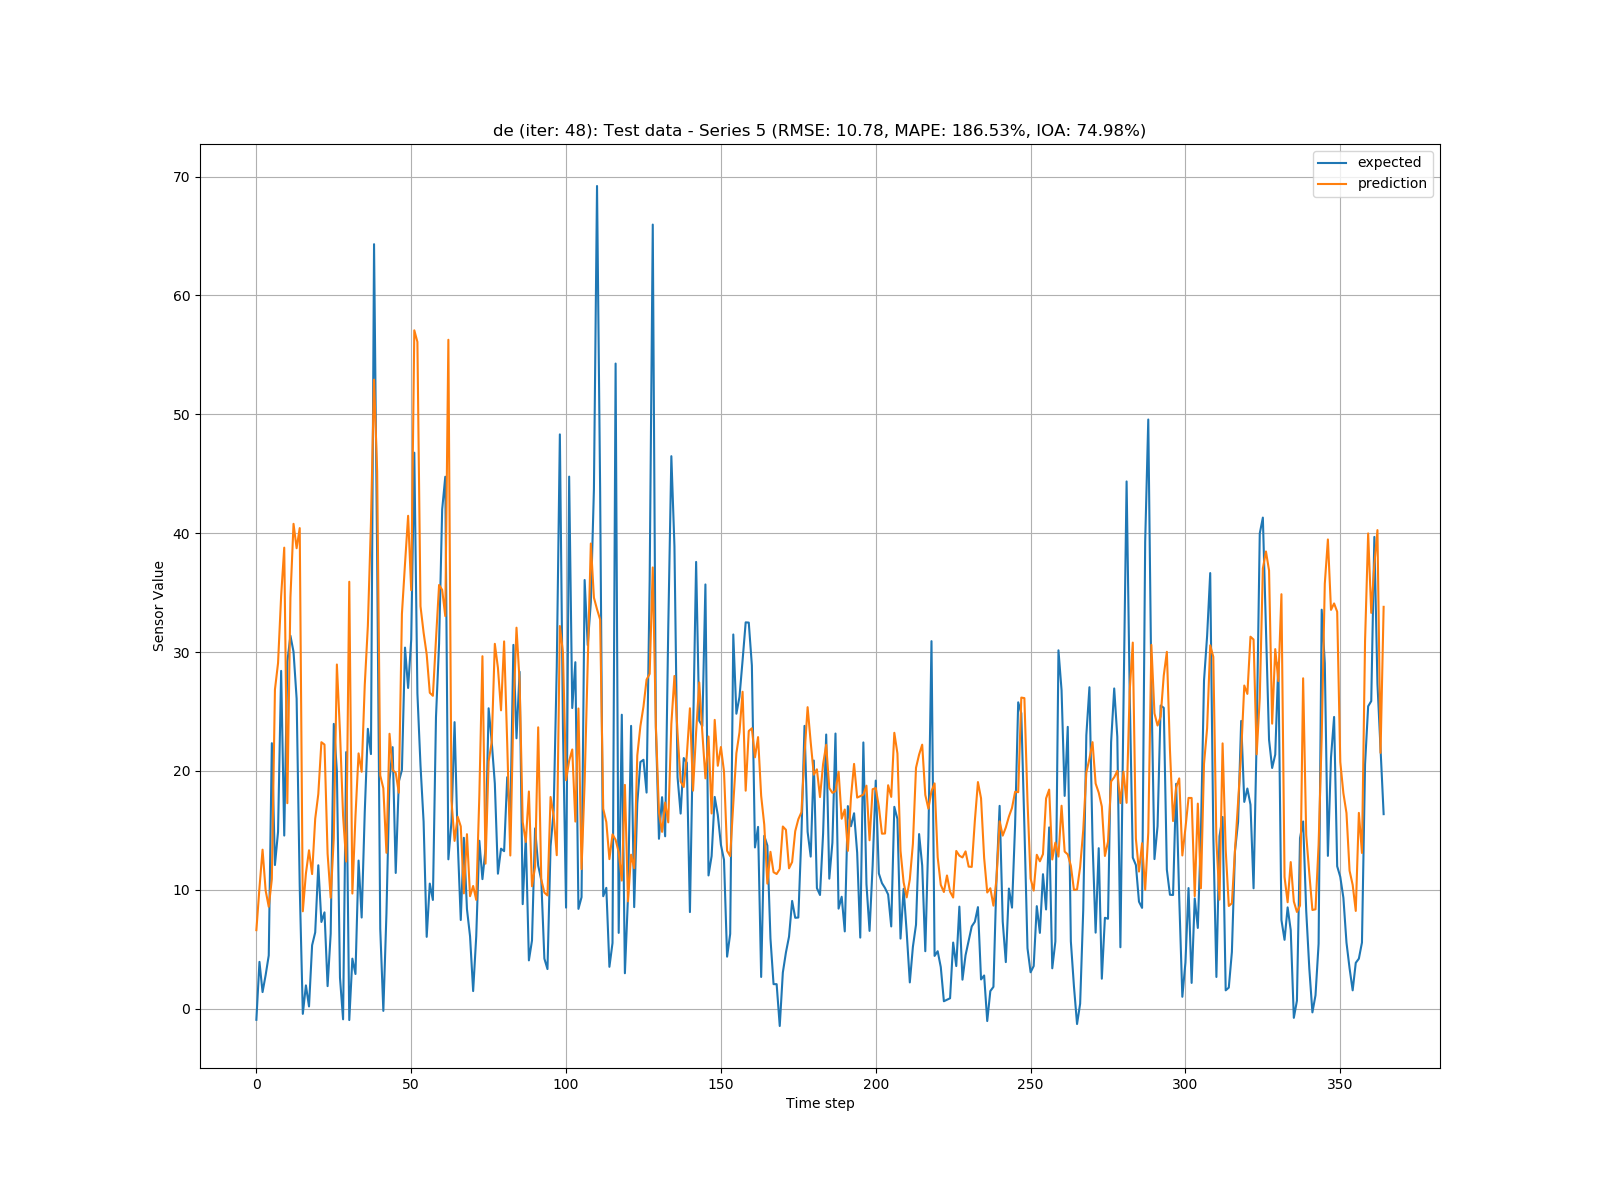 de (iter: 48): Test data - Series 5 (RMSE: 10.78, MAPE: 186.53%, IOA: 74.98%)
expected
prediction
70
60
50
40
30
20
10
0
Sensor Value
0 50 100 150 200 250 300 350
Time step